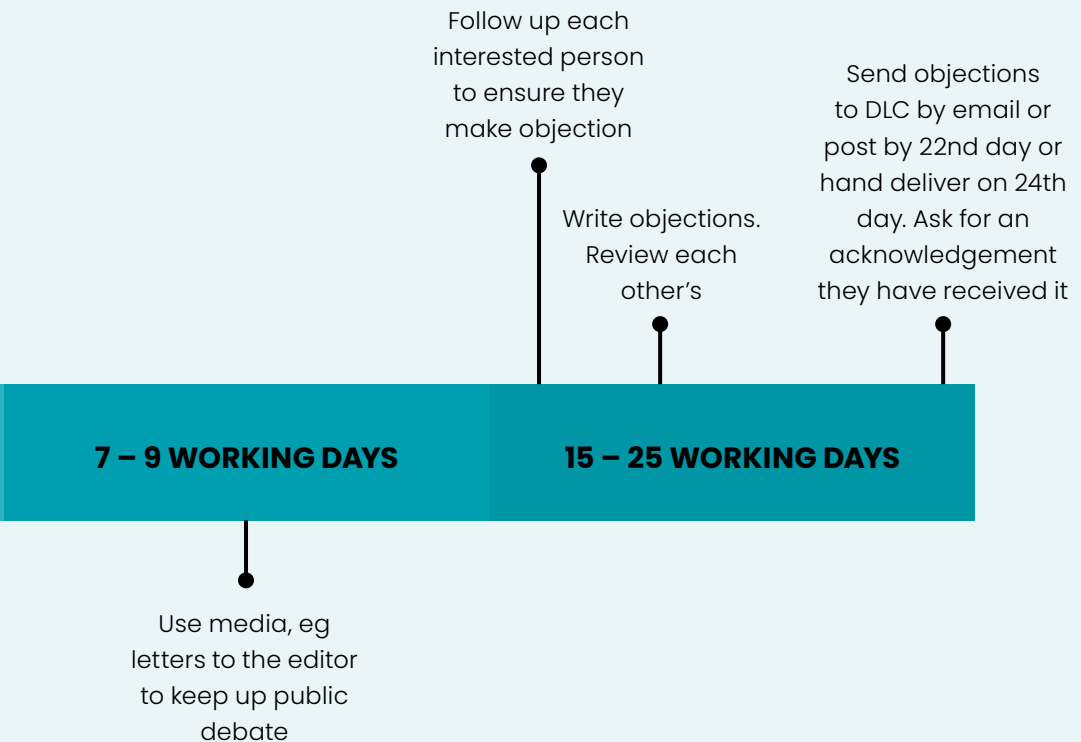 Follow up each
interested person
to ensure they
make objection
Send objections
to DLC by email or
post by 22nd day or
hand deliver on 24th
day. Ask for an
acknowledgement
they have received it
Write objections.
Review each
other’s
7 – 9 WORKING DAYS
15 – 25 WORKING DAYS
Use media, eg
letters to the editor
to keep up public
debate